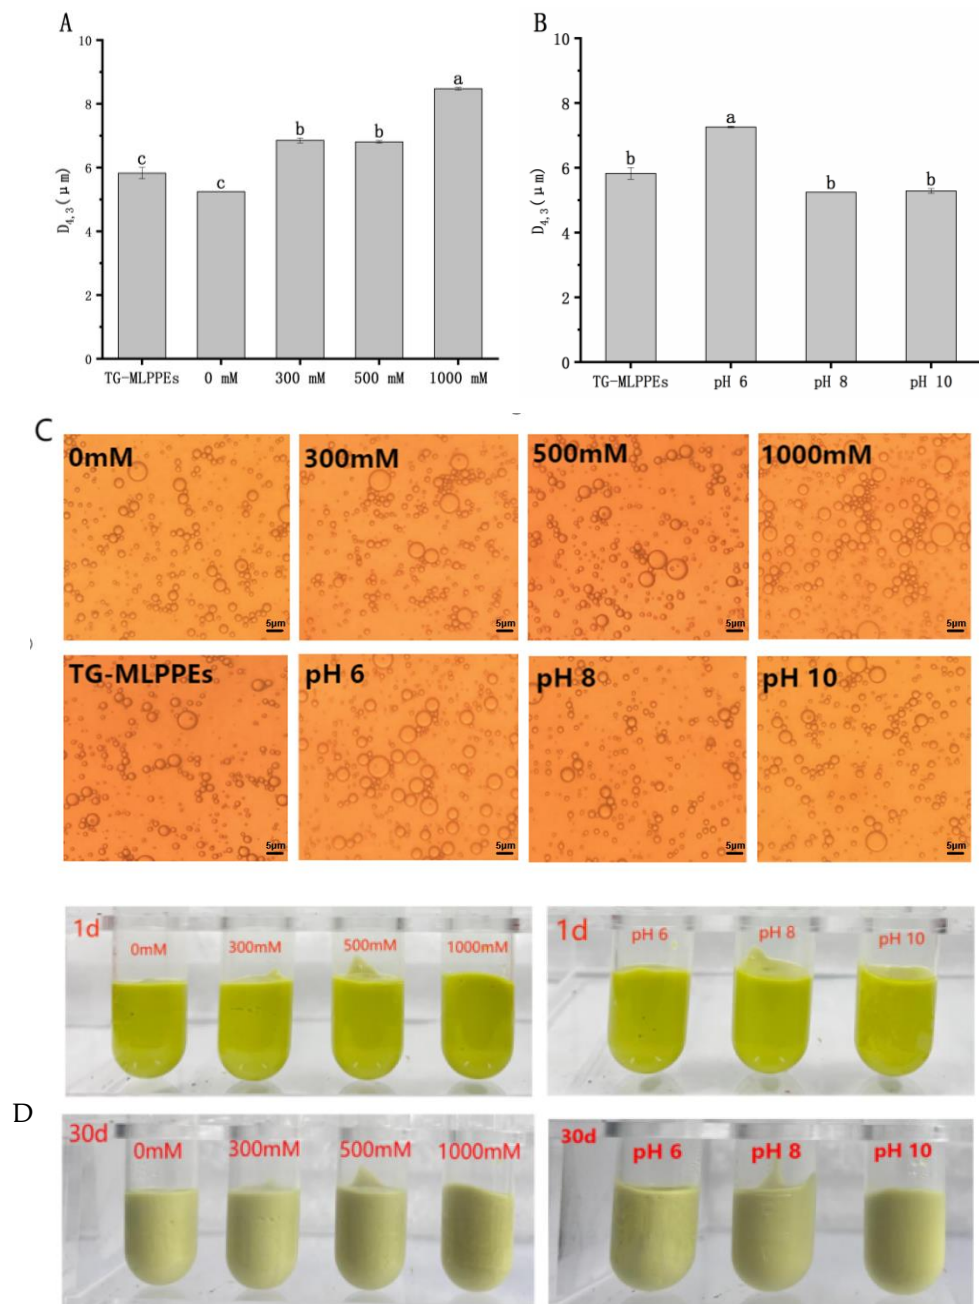 A
10
8
6
4
2
0
D4,3(μm)
c
c
b
b
a
TG-MLPPEs 0 mM 300 mM 500 mM 1000 mM
B
10
8
6
4
2
0
D4,3(μm)
b
a
b
b
TG-MLPPEs pH 6 pH 8 pH 10
C
0mM 300mM 500mM 1000mM
5μm 5μm 5μm 5μm
)
TG-MLPPEs pH 6 pH 8 pH 10
5μm 5μm 5μm 5μm
D
1d
0mM 300mM 500mM 1000mM
1d
pH 6 pH 8 pH 10
30d
0mM 300mM 500mM 1000mM
30d
pH 6 pH 8 pH 10